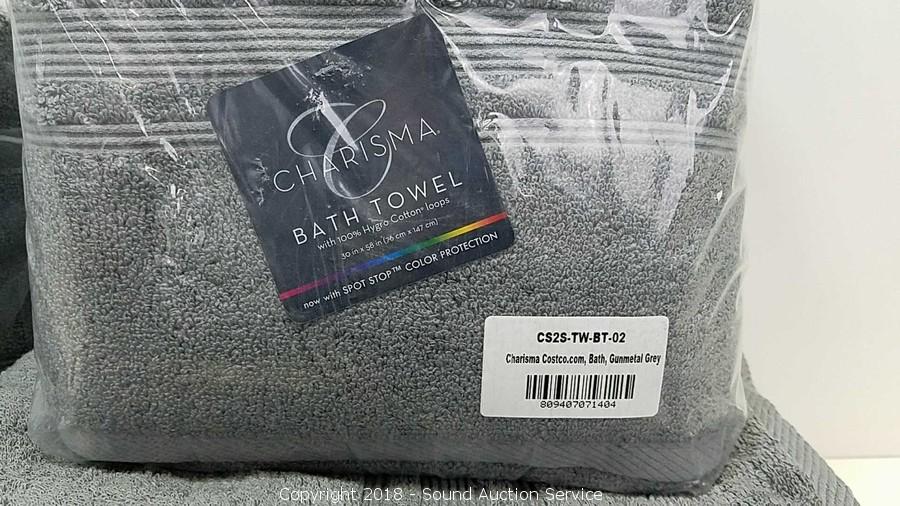 CHARISMA
BATH TOWEL
with 100% Hygro Cotton® loops
30 in x 58 in (76 cm x 147 cm)
now with SPOT STOP™ COLOR PROTECTION
CS2S-TW-BT-02
Charisma Costco.com, Bath, Gunmetal Grey
809407071404
Copyright 2018 - Sound Auction Service